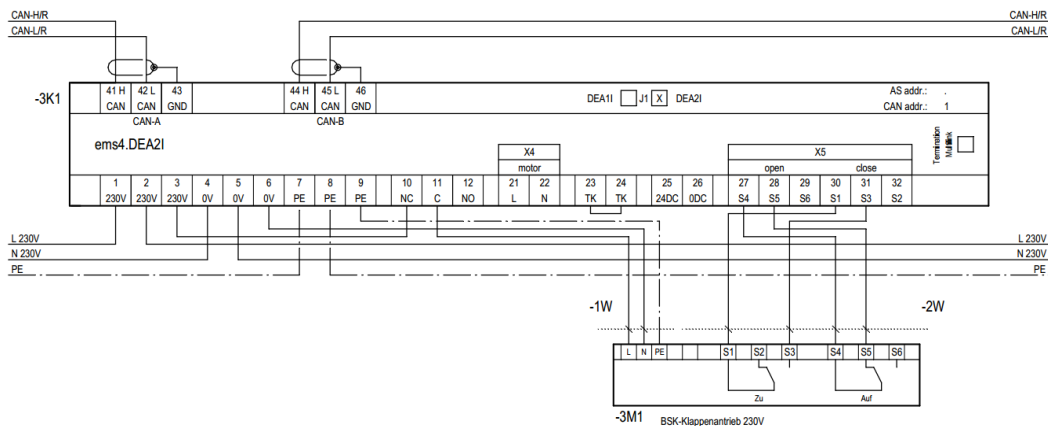 CAN-H/R CAN-H/R
CAN-L/R CAN-L/R
-3K1 41 H 42 L 43 44 H 45 L 46 DEA1I J1 X DEA2I AS addr.: .
CAN CAN GND CAN CAN GND CAN addr.: 1
CAN-A CAN-B
ems4.DEA2I X4 X5 Termination
Multilink
motor open close
1 2 3 4 5 6 7 8 9 10 11 12 21 22 23 24 25 26 27 28 29 30 31 32
230V 230V 230V 0V 0V 0V PE PE PE NC C NO L N TK TK 24DC 0DC S4 S5 S6 S1 S3 S2
L 230V L 230V
N 230V N 230V
PE PE
-1W -2W
L N PE S1 S2 S3 S4 S5 S6
Zu Auf
-3M1 BSK-Klappenantrieb 230V